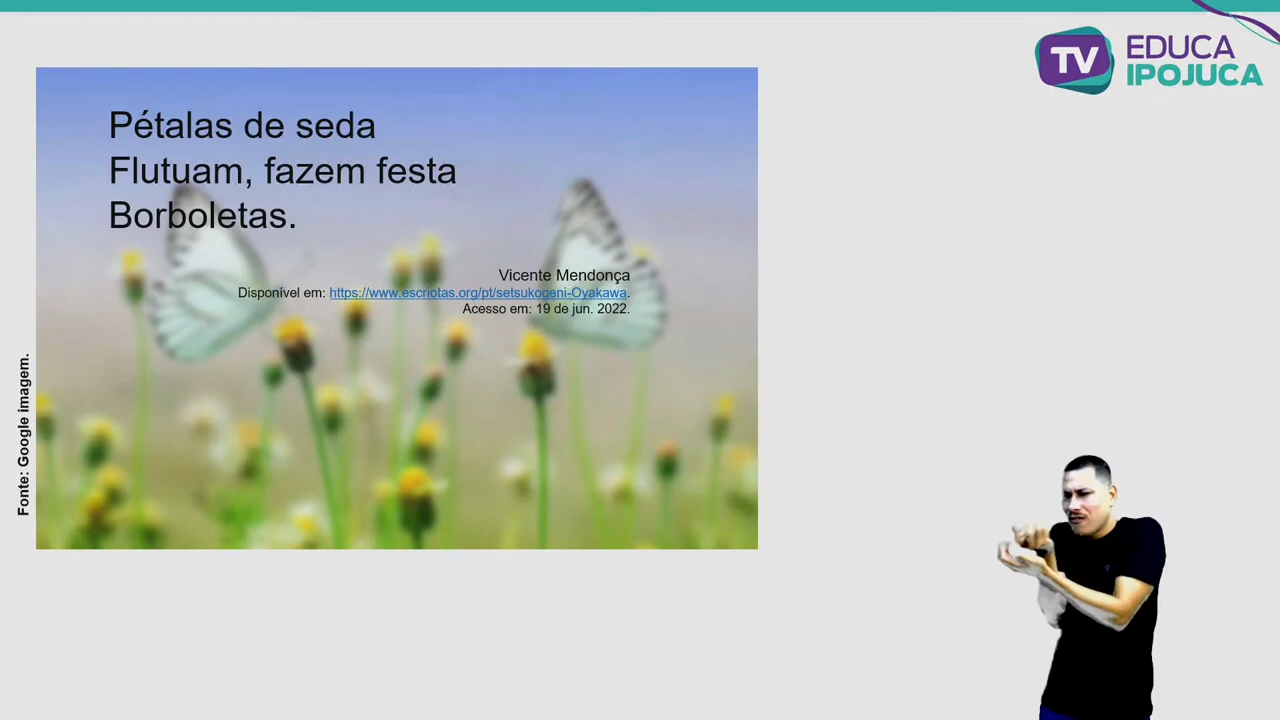 TV EDUCA
IPOJUCA
Pétalas de seda
Flutuam, fazem festa
Borboletas.
Vicente Mendonça
Disponível em: https://www.escritas.org/pt/setsukogeni-Oyakawa.
Acesso em: 19 de jun. 2022.
Fonte: Google imagem.